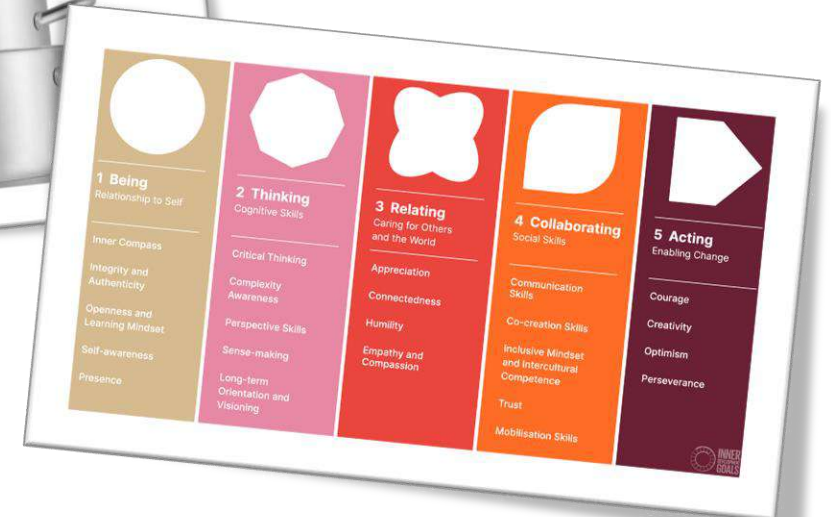 1 Being
Relationship to Self
Inner Compass
Integrity and
Authenticity
Openness and
Learning Mindset
Self-awareness
Presence
2 Thinking
Cognitive Skills
Critical Thinking
Complexity
Awareness
Perspective Skills
Sense-making
Long-term
Orientation and
Visioning
3 Relating
Caring for Others
and the World
Appreciation
Connectedness
Humility
Empathy and
Compassion
4 Collaborating
Social Skills
Communication
Skills
Co-creation Skills
Inclusive Mindset
and Intercultural
Competence
Trust
Mobilisation Skills
5 Acting
Enabling Change
Courage
Creativity
Optimism
Perseverance
INNER
DEVELOPMENT
GOALS